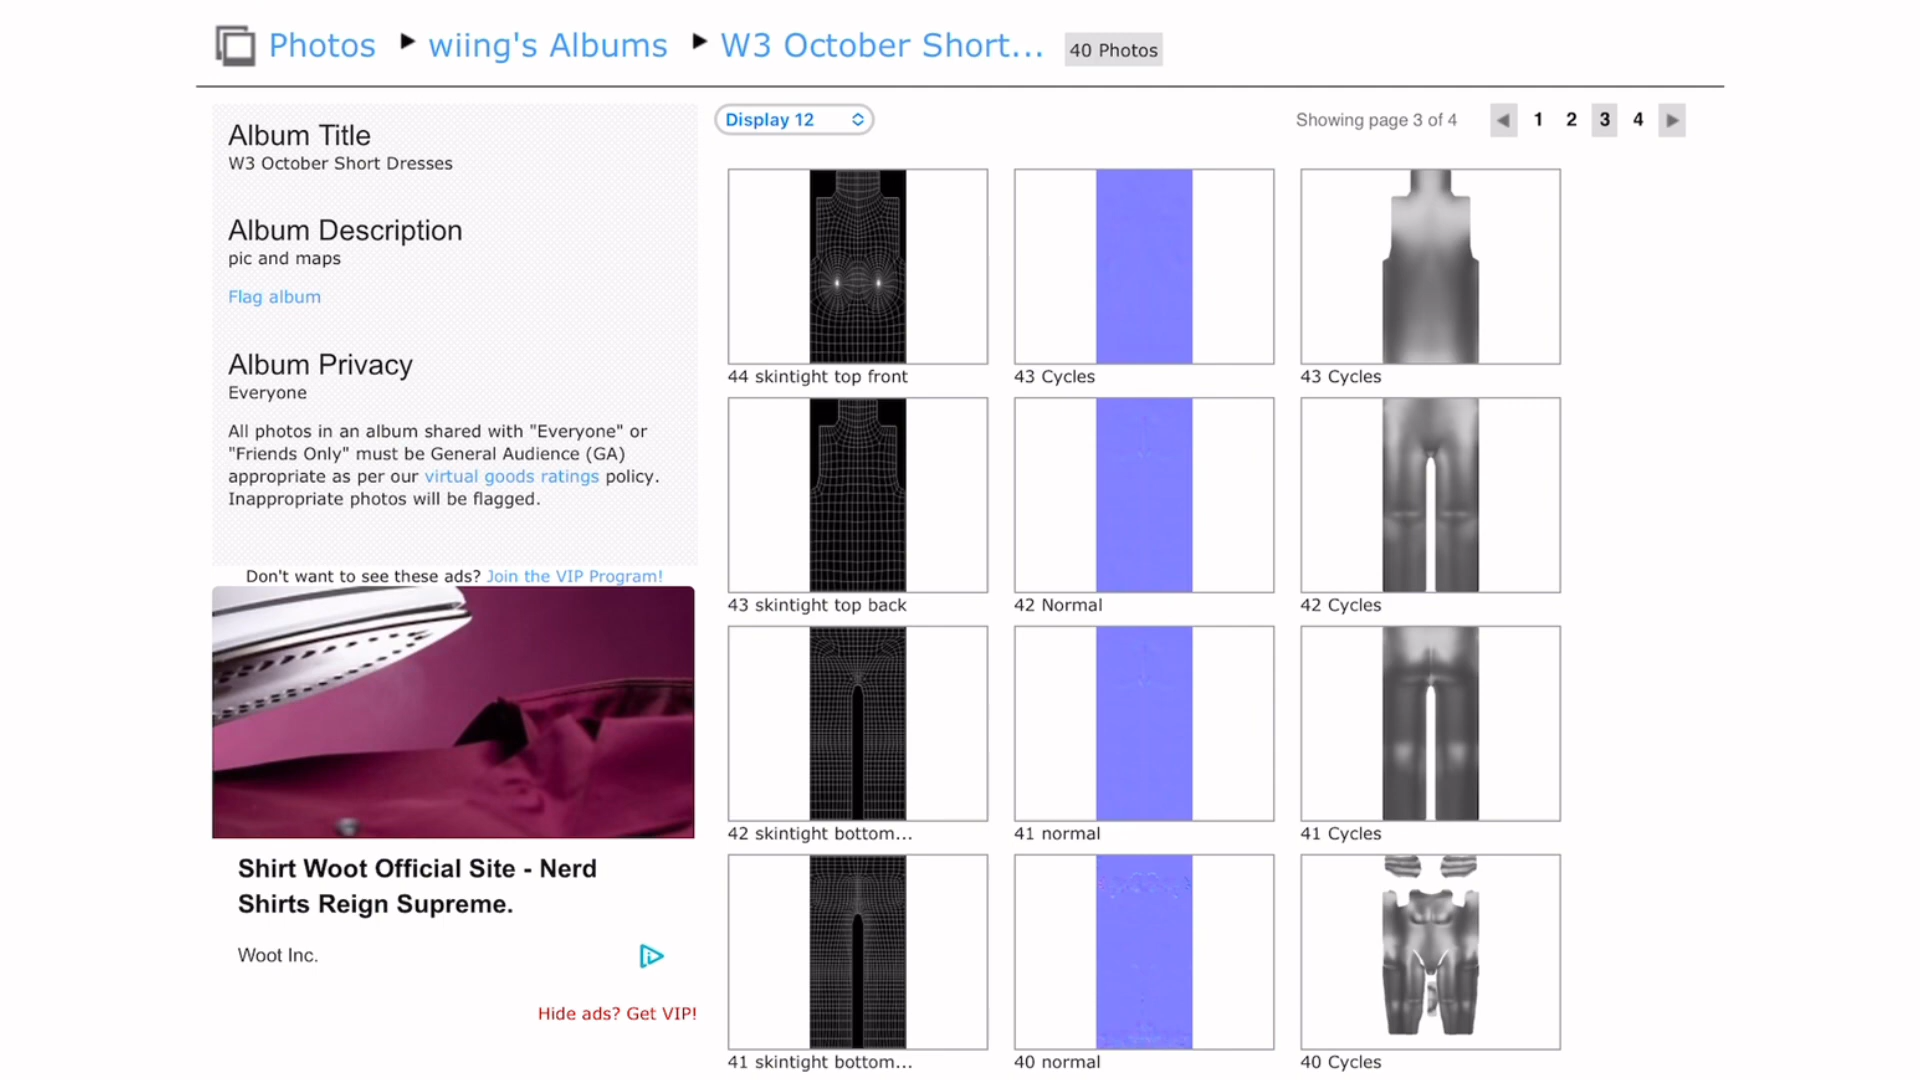 Photos ▶ wiing's Albums ▶ W3 October Short... 40 Photos
Album Title
W3 October Short Dresses
Album Description
pic and maps
Flag album
Album Privacy
Everyone
All photos in an album shared with "Everyone" or
"Friends Only" must be General Audience (GA)
appropriate as per our virtual goods ratings policy.
Inappropriate photos will be flagged.
Don't want to see these ads? Join the VIP Program!
Shirt Woot Official Site - Nerd
Shirts Reign Supreme.
Woot Inc.
Hide ads? Get VIP!
Display 12
Showing page 3 of 4 ◀ 1 2 3 4 ▶
44 skintight top front
43 Cycles
43 Cycles
43 skintight top back
42 Normal
42 Cycles
42 skintight bottom...
41 normal
41 Cycles
41 skintight bottom...
40 normal
40 Cycles